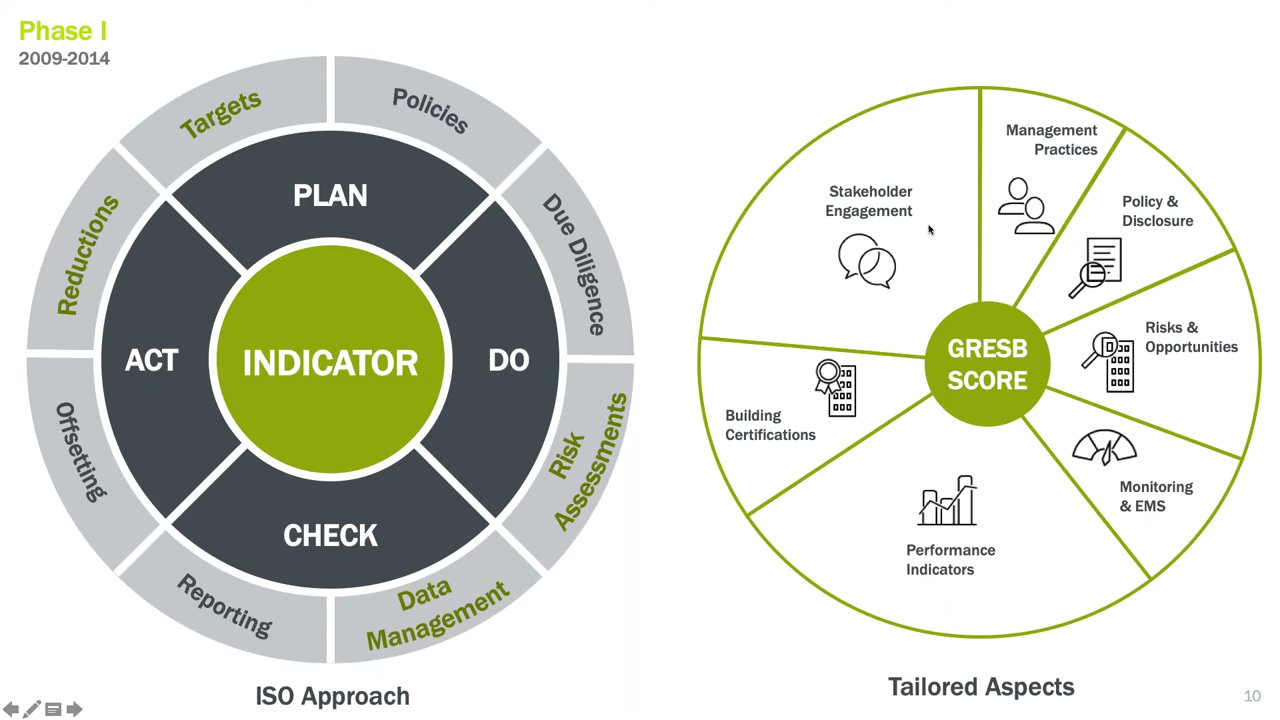 Phase I
2009-2014
Targets
Policies
Reductions
Due Diligence
PLAN
ACT
INDICATOR
DO
CHECK
Offsetting
Risk
Assessments
Reporting
Data
Management
ISO Approach
Management
Practices
Stakeholder
Engagement
Policy &
Disclosure
Risks &
Opportunities
GRESB
SCORE
Building
Certifications
Monitoring
& EMS
Performance
Indicators
Tailored Aspects
10